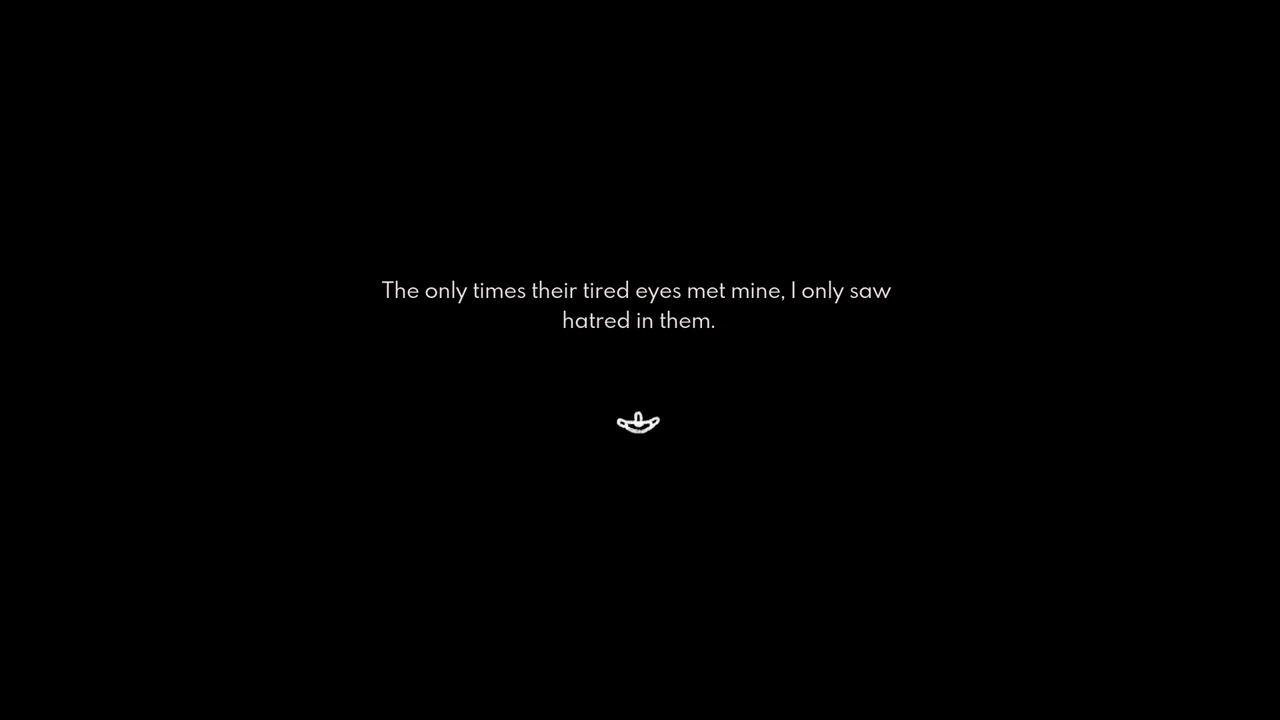 The only times their tired eyes met mine, I only saw
hatred in them.